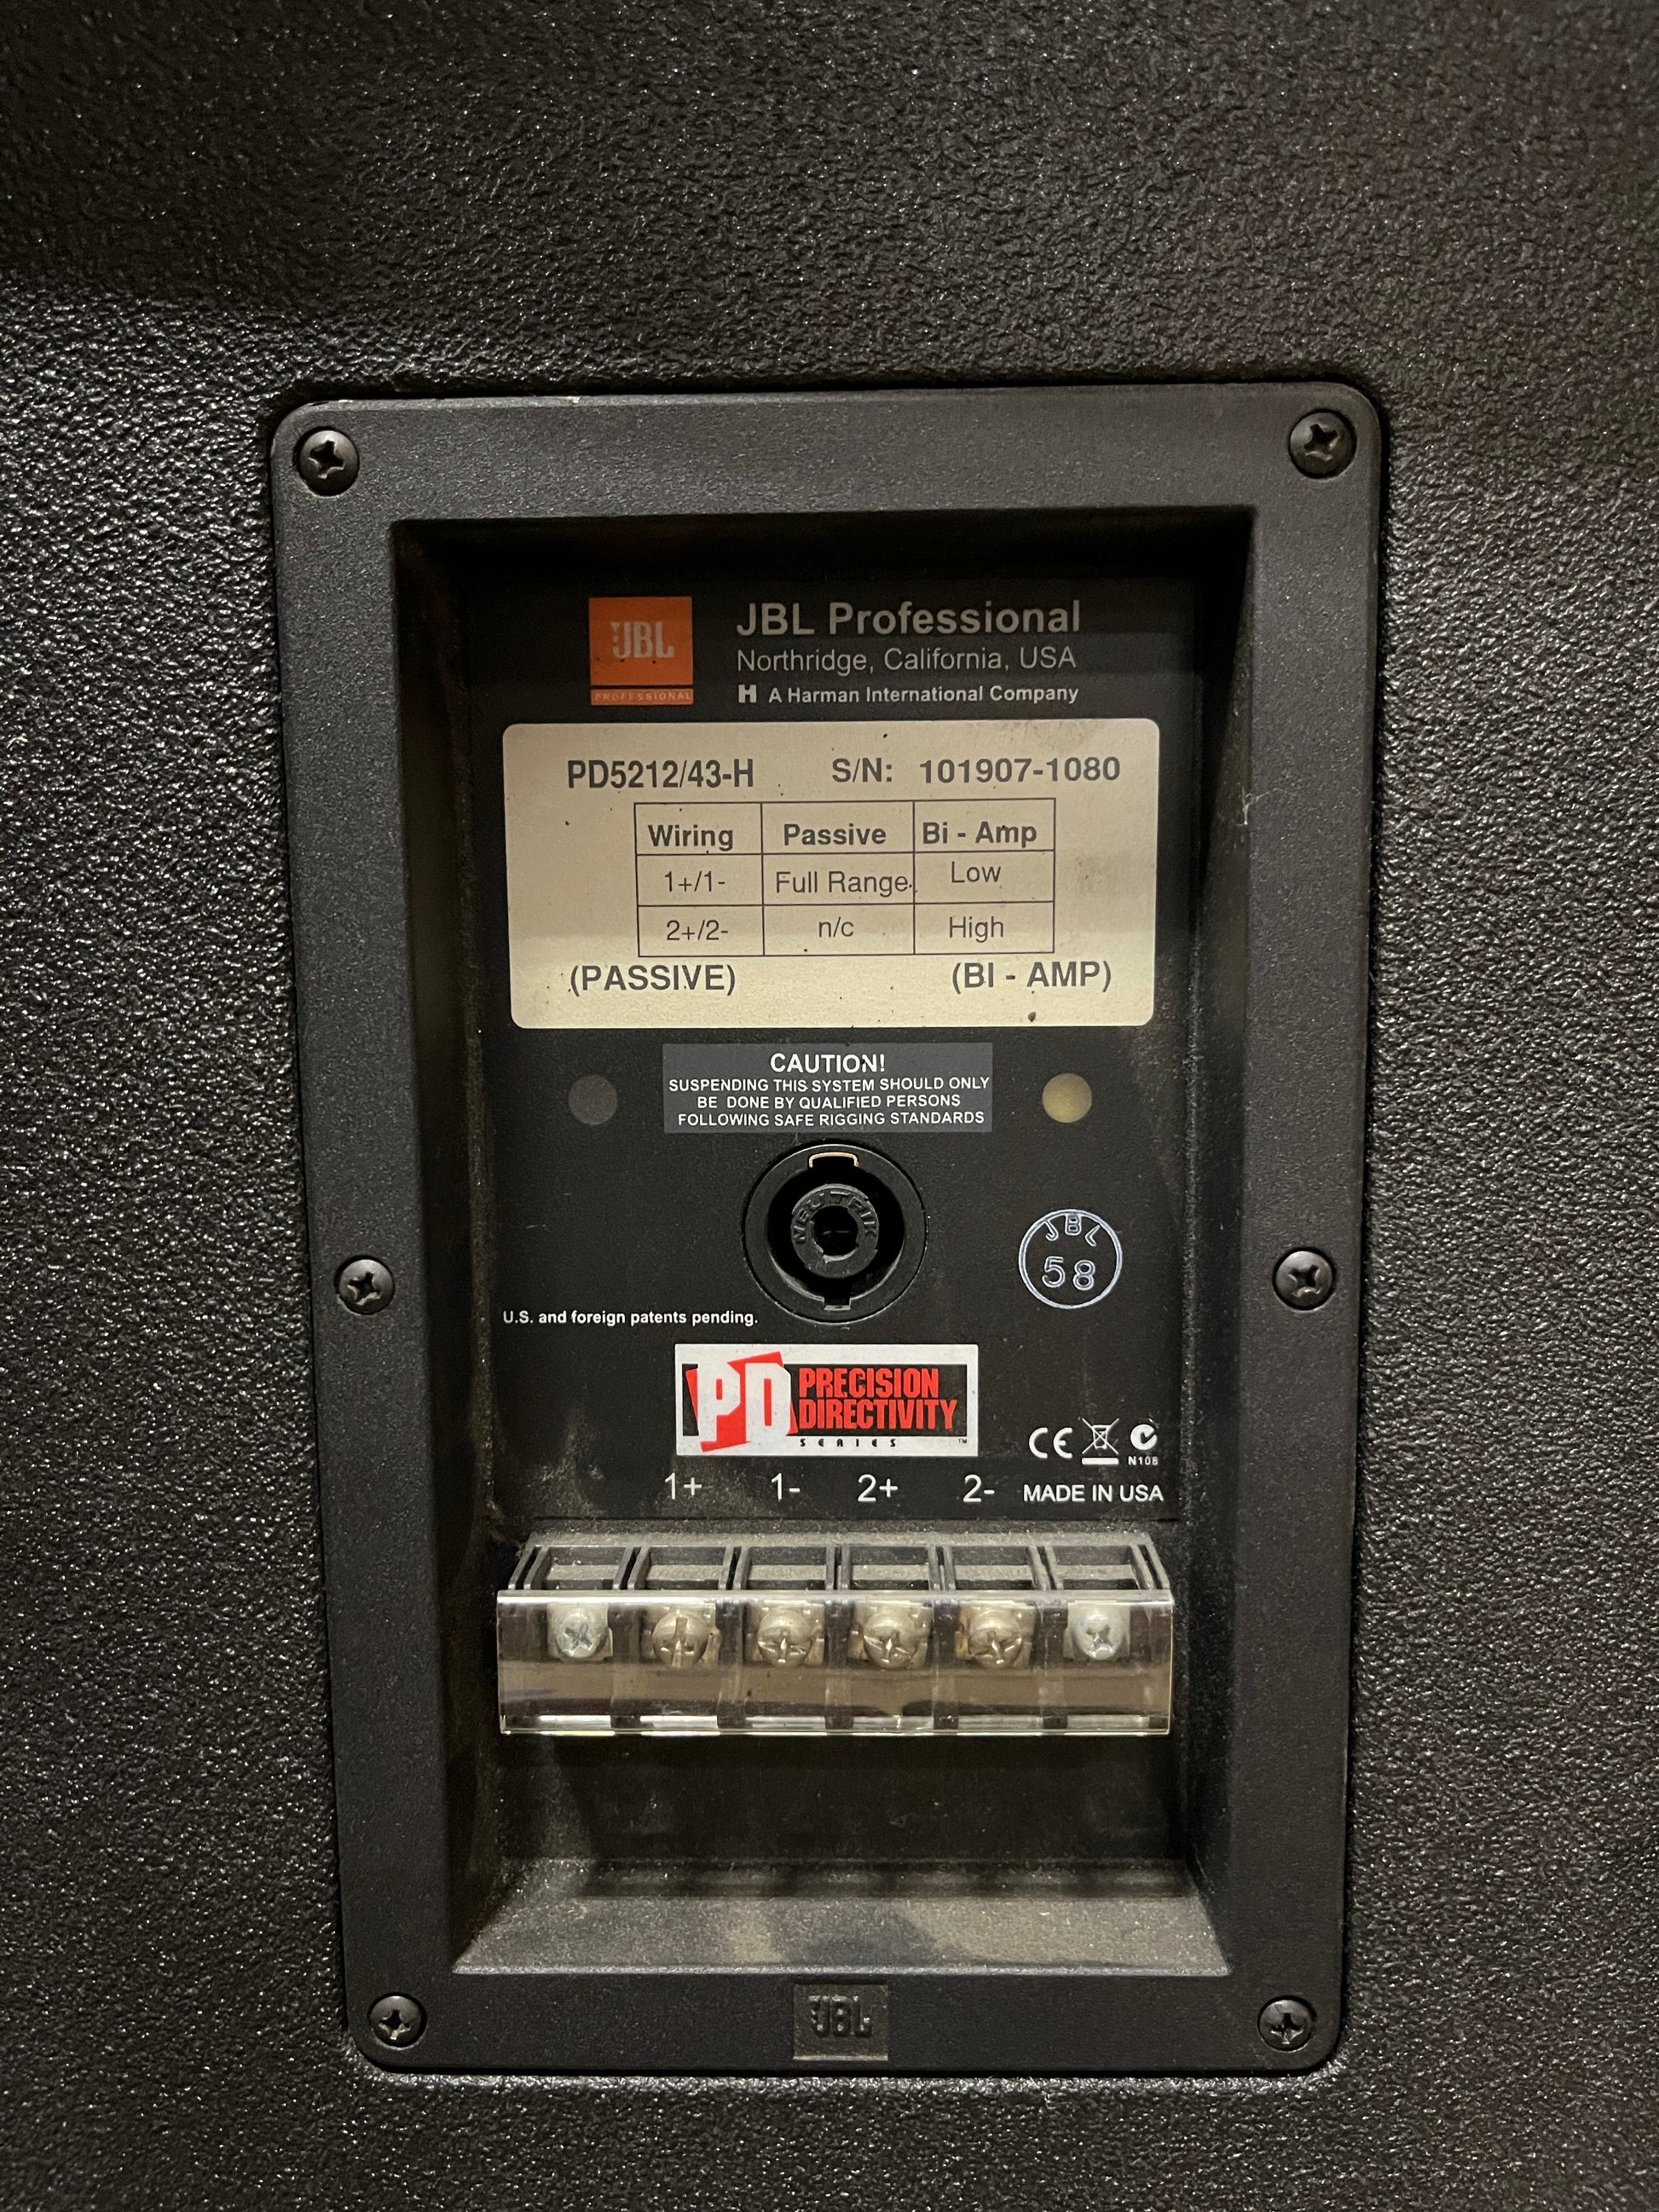 JBL
PROFESSIONAL
JBL Professional
Northridge, California, USA
H A Harman International Company
PD5212/43-H S/N: 101907-1080
Wiring Passive Bi - Amp
1+/1- Full Range Low
2+/2- n/c High
(PASSIVE) (BI - AMP)
CAUTION!
SUSPENDING THIS SYSTEM SHOULD ONLY
BE DONE BY QUALIFIED PERSONS
FOLLOWING SAFE RIGGING STANDARDS
NEUTRIK
JBL
58
U.S. and foreign patents pending.
PD PRECISION
DIRECTIVITY
SERIES ™
CE
N108
1+ 1- 2+ 2- MADE IN USA
JBL